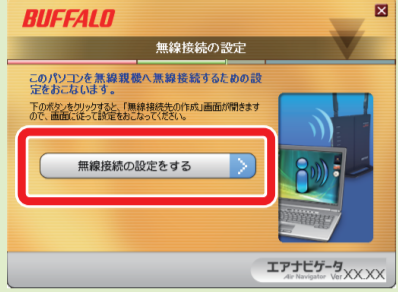 BUFFALO
無線接続の設定
このパソコンを無線親機へ無線接続するための設
定をおこないます。
下のボタンをクリックすると、「無線接続先の作成」画面が開きます
ので、画面に従って設定をおこなってください。
無線接続の設定をする
エアナビゲータ
Air Navigator Ver XX.XX